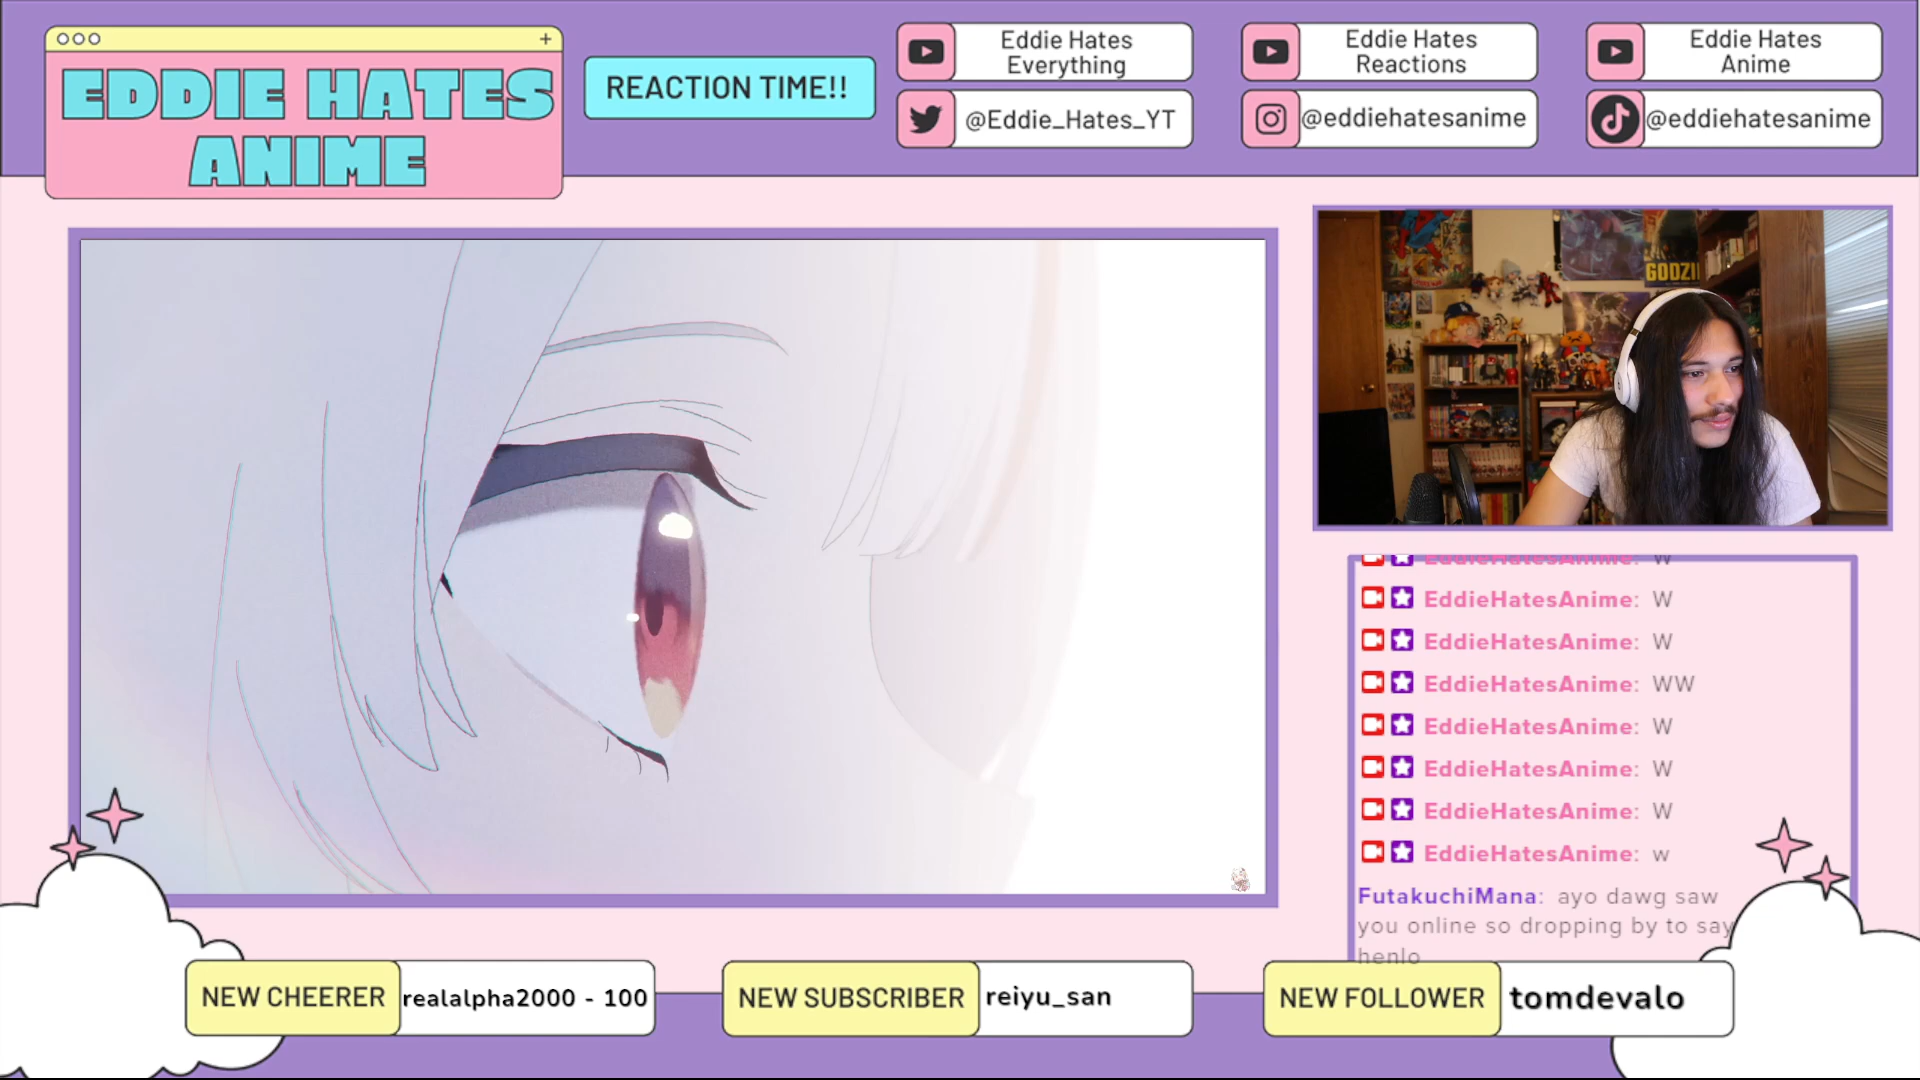 EDDIE HATES
ANIME
REACTION TIME!!
Eddie Hates
Everything
Eddie Hates
Reactions
Eddie Hates
Anime
@Eddie_Hates_YT
@eddiehatesanime
@eddiehatesanime
EddieHatesAnime: W
EddieHatesAnime: W
EddieHatesAnime: W
EddieHatesAnime: WW
EddieHatesAnime: W
EddieHatesAnime: W
EddieHatesAnime: W
EddieHatesAnime: w
FutakuchiMana: ayo dawg saw
you online so dropping by to say
henlo
NEW CHEERER
realalpha2000 - 100
NEW SUBSCRIBER
reiyu_san
NEW FOLLOWER
tomdevalo